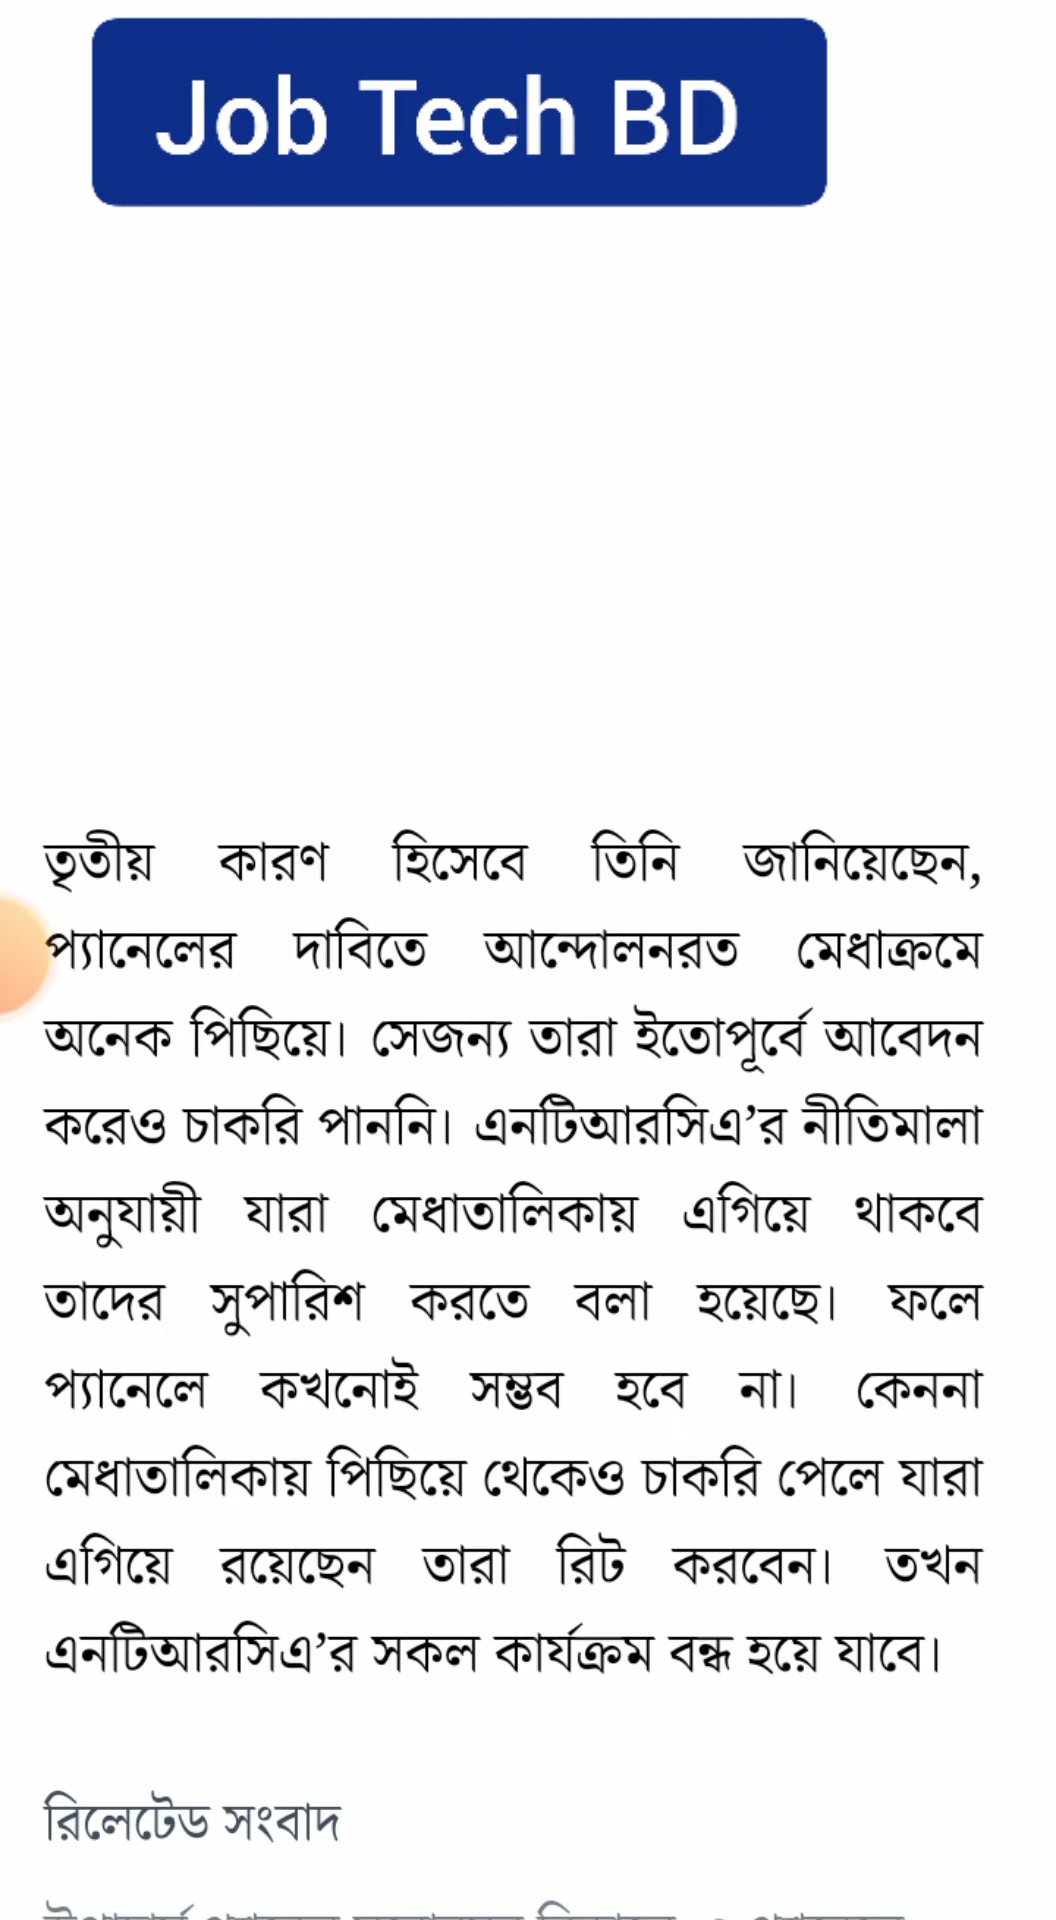 Job Tech BD
তৃতীয় কারণ হিসেবে তিনি জানিয়েছেন,
প্যানেলের দাবিতে আন্দোলনরত মেধাক্রমে
অনেক পিছিয়ে। সেজন্য তারা ইতোপূর্বে আবেদন
করেও চাকরি পাননি। এনটিআরসিএ’র নীতিমালা
অনুযায়ী যারা মেধাতালিকায় এগিয়ে থাকবে
তাদের সুপারিশ করতে বলা হয়েছে। ফলে
প্যানেলে কখনোই সম্ভব হবে না। কেননা
মেধাতালিকায় পিছিয়ে থেকেও চাকরি পেলে যারা
এগিয়ে রয়েছেন তারা রিট করবেন। তখন
এনটিআরসিএ’র সকল কার্যক্রম বন্ধ হয়ে যাবে।
রিলেটেড সংবাদ